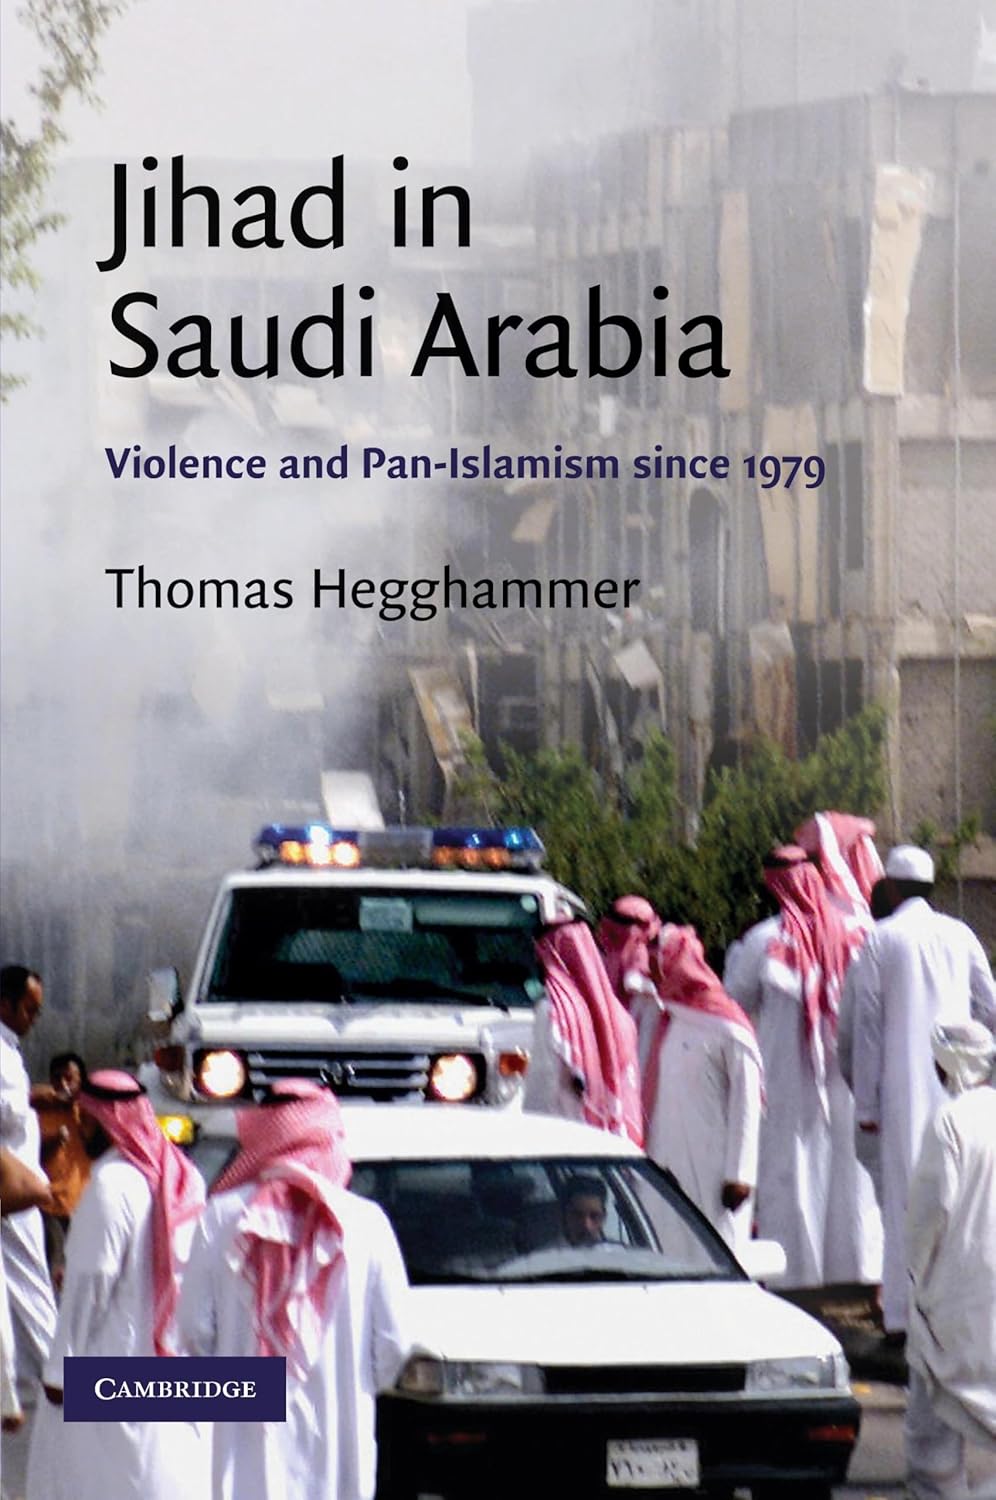 Jihad in
Saudi Arabia
Violence and Pan-Islamism since 1979
Thomas Hegghammer
CAMBRIDGE